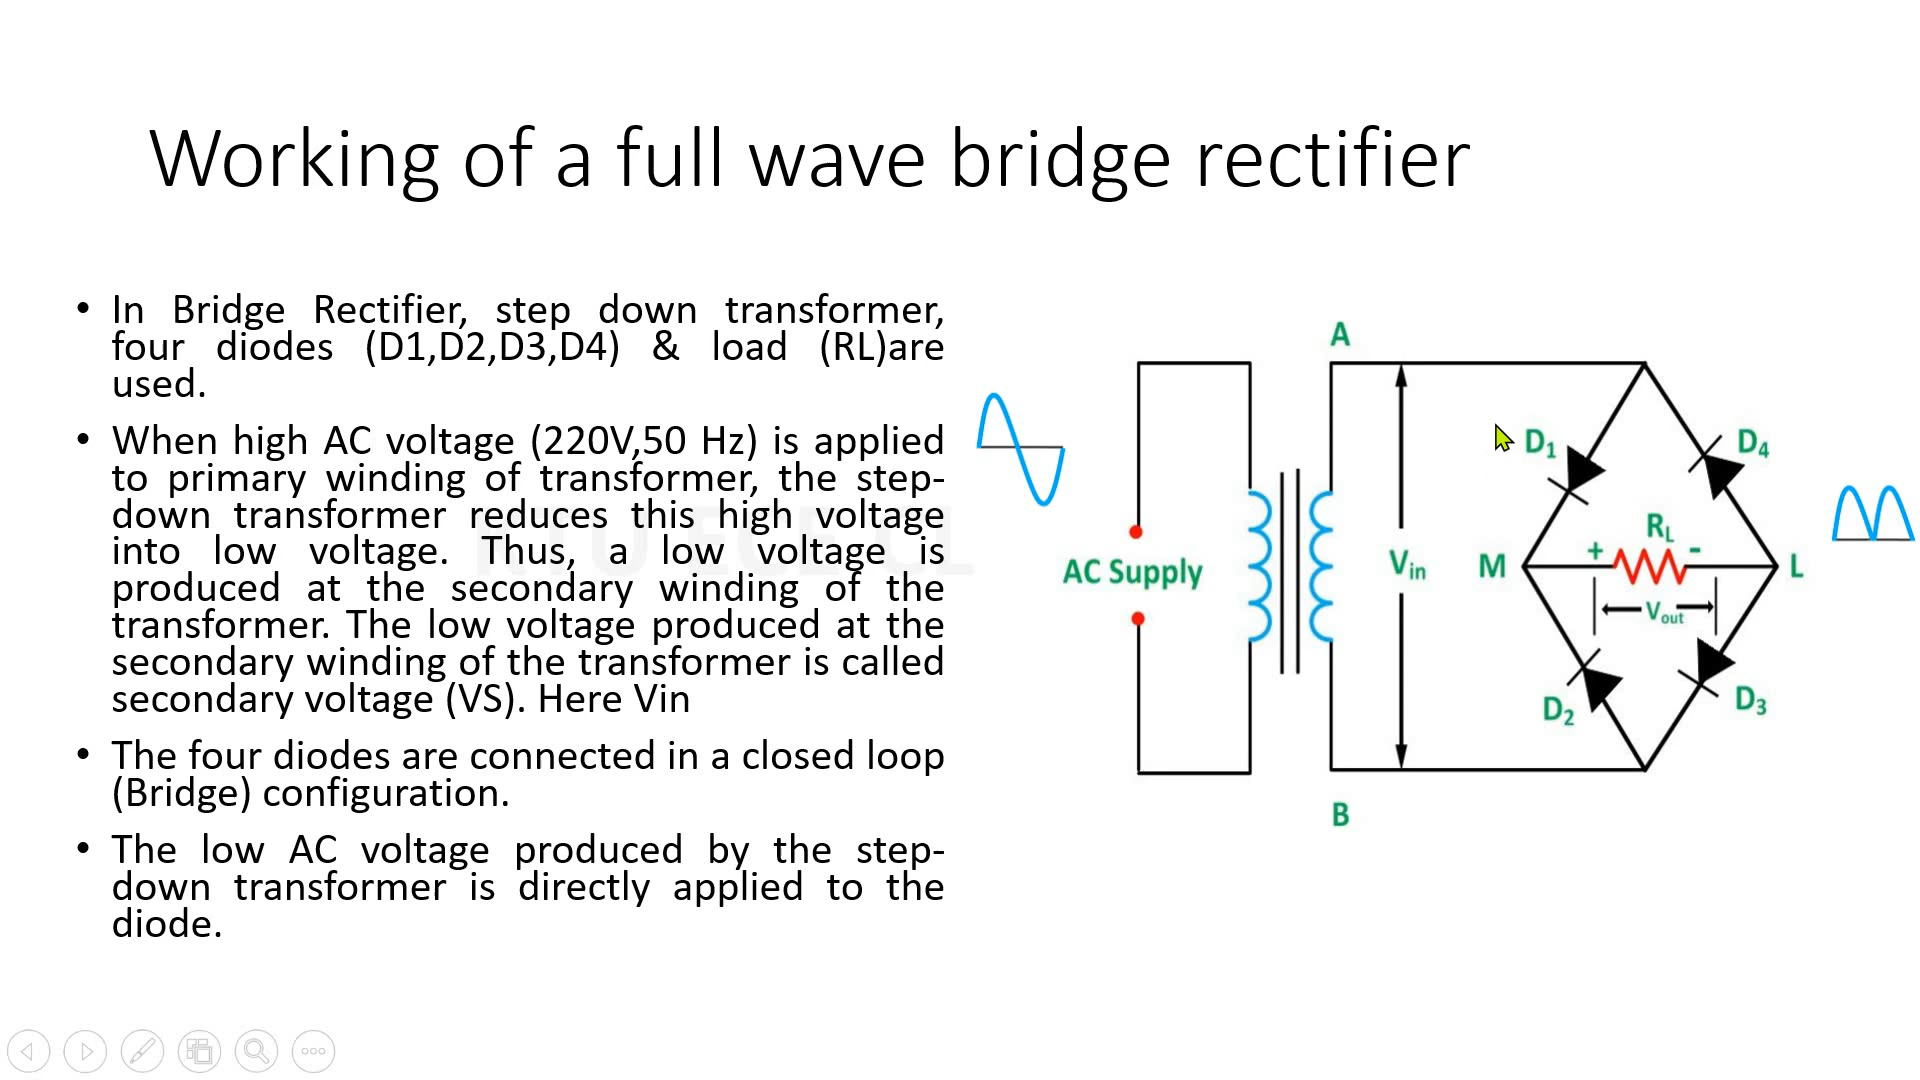 Working of a full wave bridge rectifier
• In Bridge Rectifier, step down transformer,
four diodes (D1,D2,D3,D4) & load (RL)are
used.
• When high AC voltage (220V,50 Hz) is applied
to primary winding of transformer, the step-
down transformer reduces this high voltage
into low voltage. Thus, a low voltage is
produced at the secondary winding of the
transformer. The low voltage produced at the
secondary winding of the transformer is called
secondary voltage (VS). Here Vin
• The four diodes are connected in a closed loop
(Bridge) configuration.
• The low AC voltage produced by the step-
down transformer is directly applied to the
diode.
A
D1
D4
RL
+ -
AC Supply
Vin
M
L
Vout
D2
D3
B